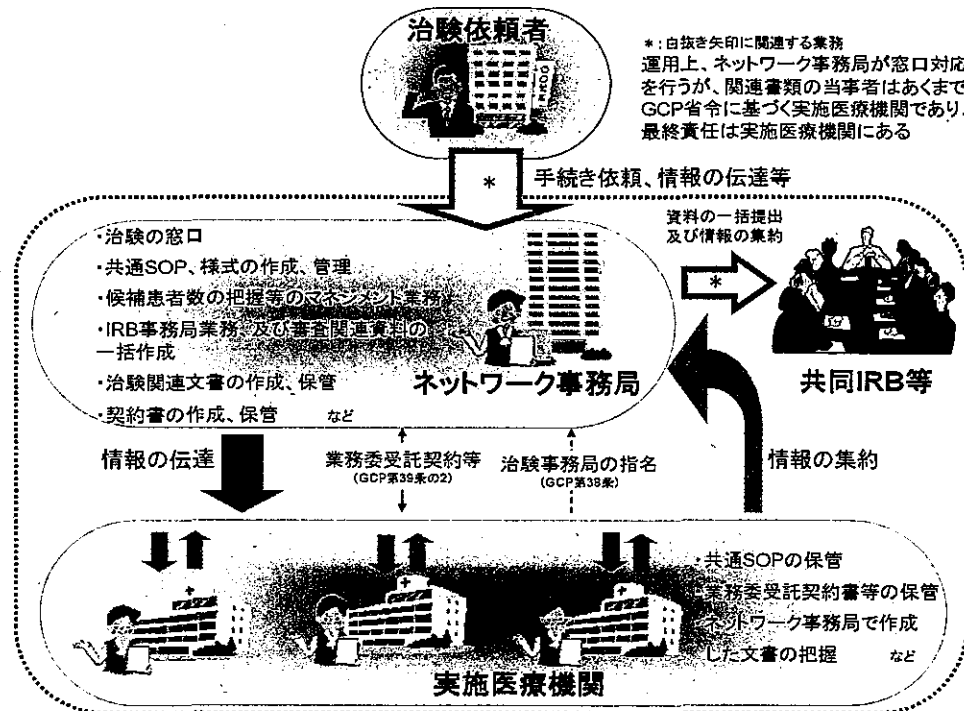 治験依頼者
*:白抜き矢印に関連する業務
運用上、ネットワーク事務局が窓口対応
を行うが、関連書類の当事者はあくまで
GCP省令に基づく実施医療機関であり、
最終責任は実施医療機関にある
*
手続き依頼、情報の伝達等
・治験の窓口
・共通SOP、様式の作成、管理
・候補患者数の把握等のマネンメント業務
・IRB事務局業務、及び審査関連資料の
一括作成
・治験関連文書の作成、保管
・契約書の作成、保管 など
ネットワーク事務局
資料の一括提出
及び情報の集約
*
共同IRB等
情報の伝達
業務委受託契約等
(GCP第39条の2)
治験事務局の指名
(GCP第38条)
情報の集約
・共通SOPの保管
・業務委受託契約書等の保管
・ネットワーク事務局で作成
した文書の把握 など
実施医療機関